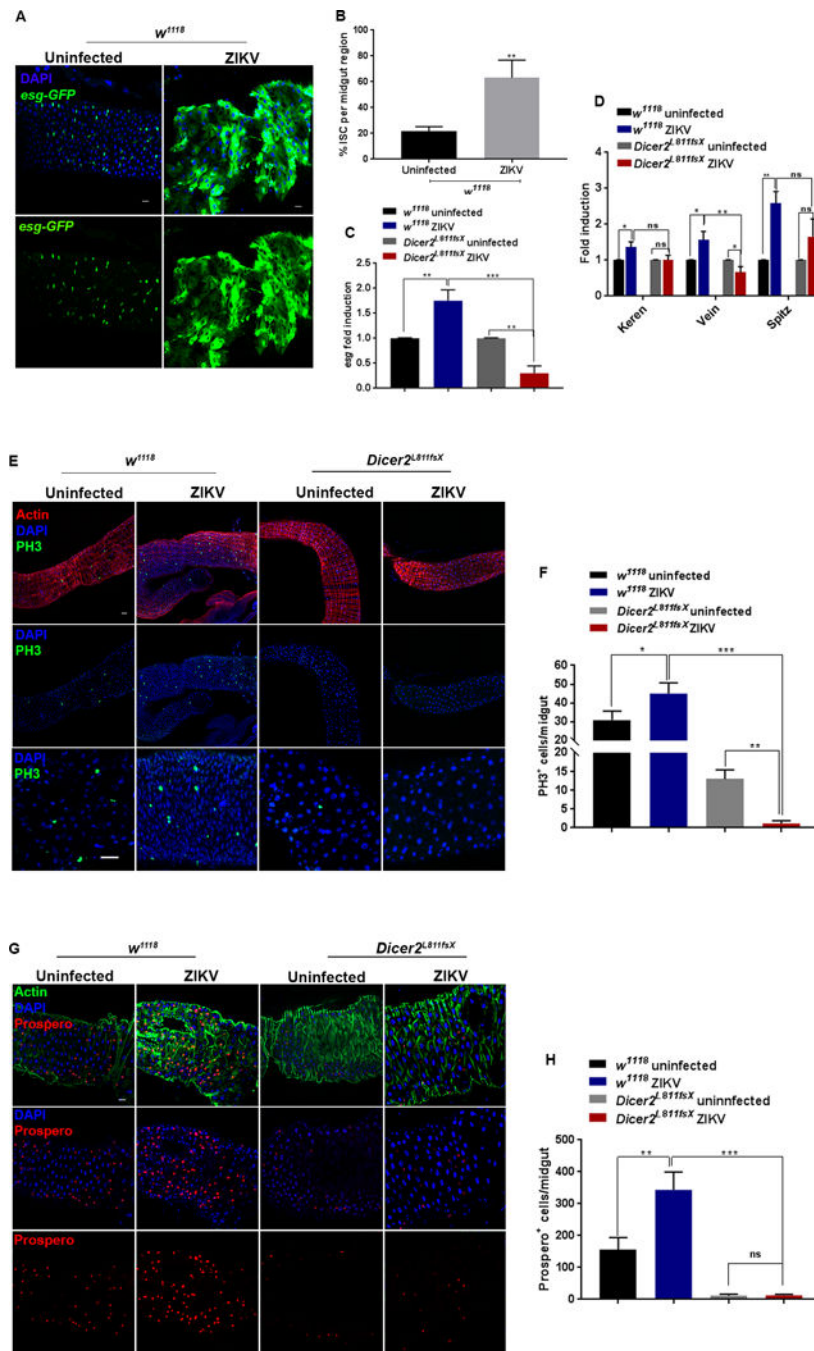 A
w1118
Uninfected ZIKV
DAPI
esg-GFP
esg-GFP
B
% ISC per midgut region
100
80
60
40
20
0
**
Uninfected ZIKV
w1118
C
w1118 uninfected
w1118 ZIKV
Dicer2L811fsX uninfected
Dicer2L811fsX ZIKV
esg fold induction
2.5
2.0
1.5
1.0
0.5
0.0
** ***
**
D
w1118 uninfected
w1118 ZIKV
Dicer2L811fsX uninfected
Dicer2L811fsX ZIKV
Fold induction
4
3
2
1
0
* ns
ns
* **
*
** ns
ns
Keren Vein Spitz
E
w1118 Dicer2L811fsX
Uninfected ZIKV Uninfected ZIKV
Actin
DAPI
PH3
DAPI
PH3
DAPI
PH3
F
w1118 uninfected
w1118 ZIKV
Dicer2L811fsX uninfected
Dicer2L811fsX ZIKV
PH3+ cells/midgut
60
50
40
30
20
20
15
10
5
0
* ***
**
G
w1118 Dicer2L811fsX
Uninfected ZIKV Uninfected ZIKV
Actin
DAPI
Prospero
DAPI
Prospero
Prospero
H
w1118 uninfected
w1118 ZIKV
Dicer2L811fsX uninnfected
Dicer2L811fsX ZIKV
Prospero+ cells/midgut
500
400
300
200
100
0
** ***
ns